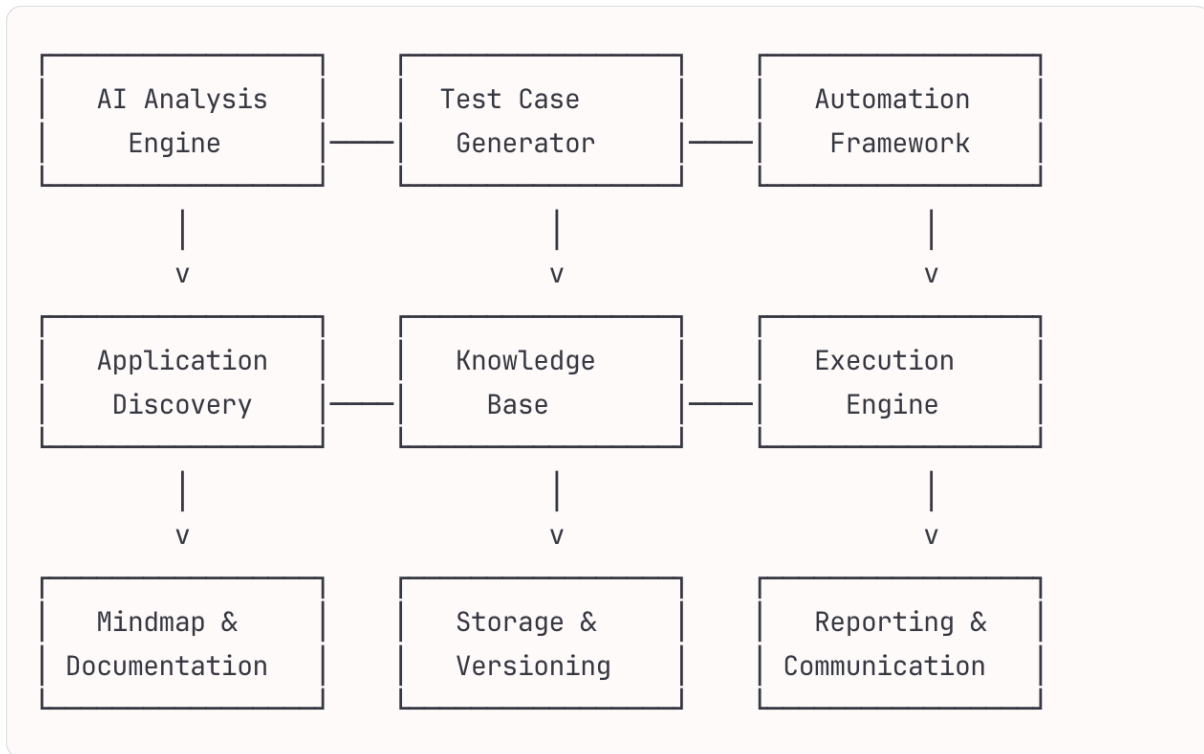 AI Analysis
Engine
Test Case
Generator
Automation
Framework
v
v
v
Application
Discovery
Knowledge
Base
Execution
Engine
v
v
v
Mindmap &
Documentation
Storage &
Versioning
Reporting &
Communication